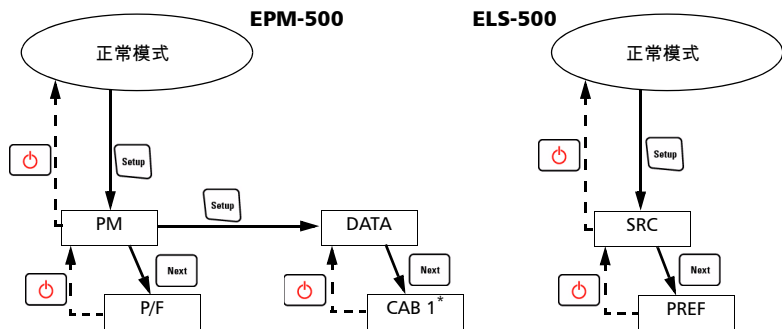 EPM-500 ELS-500
正常模式 正常模式
Setup Setup
Setup
PM DATA SRC
Next Next Next
P/F CAB 1* PREF